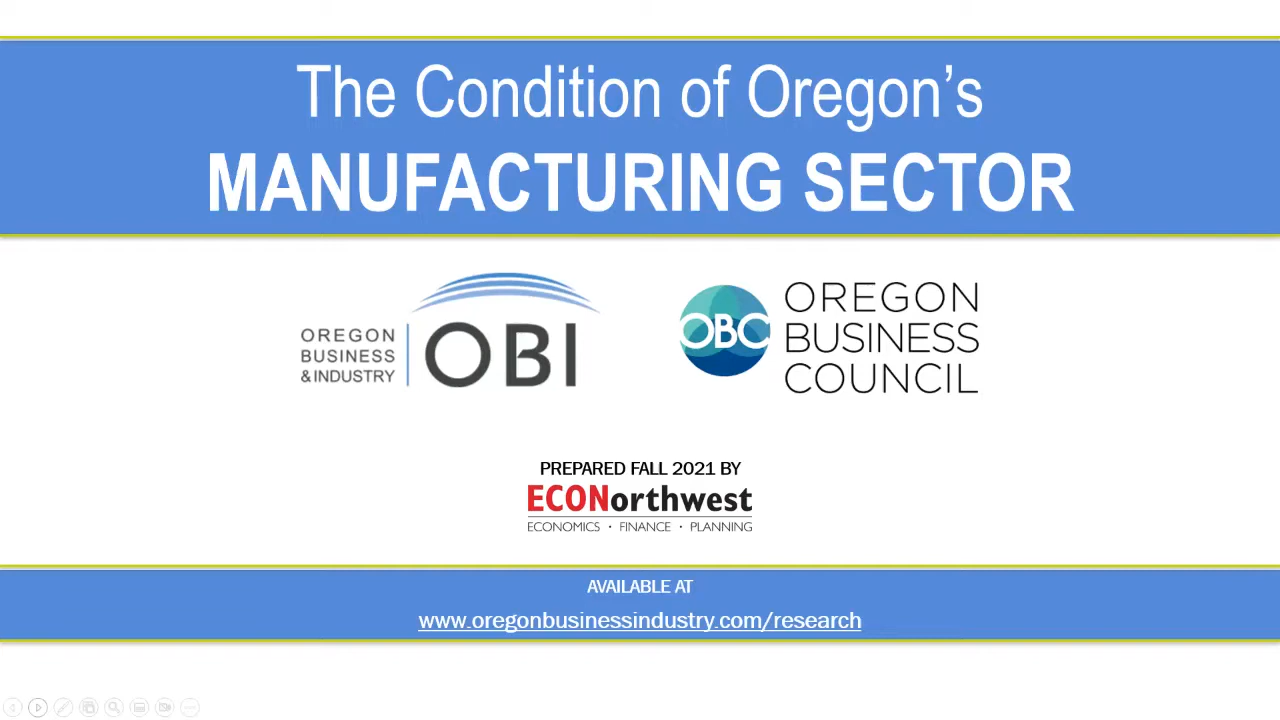 The Condition of Oregon’s
MANUFACTURING SECTOR
OREGON
BUSINESS
& INDUSTRY
OBI
OBC
OREGON
BUSINESS
COUNCIL
PREPARED FALL 2021 BY
ECONorthwest
ECONOMICS · FINANCE · PLANNING
AVAILABLE AT
www.oregonbusinessindustry.com/research